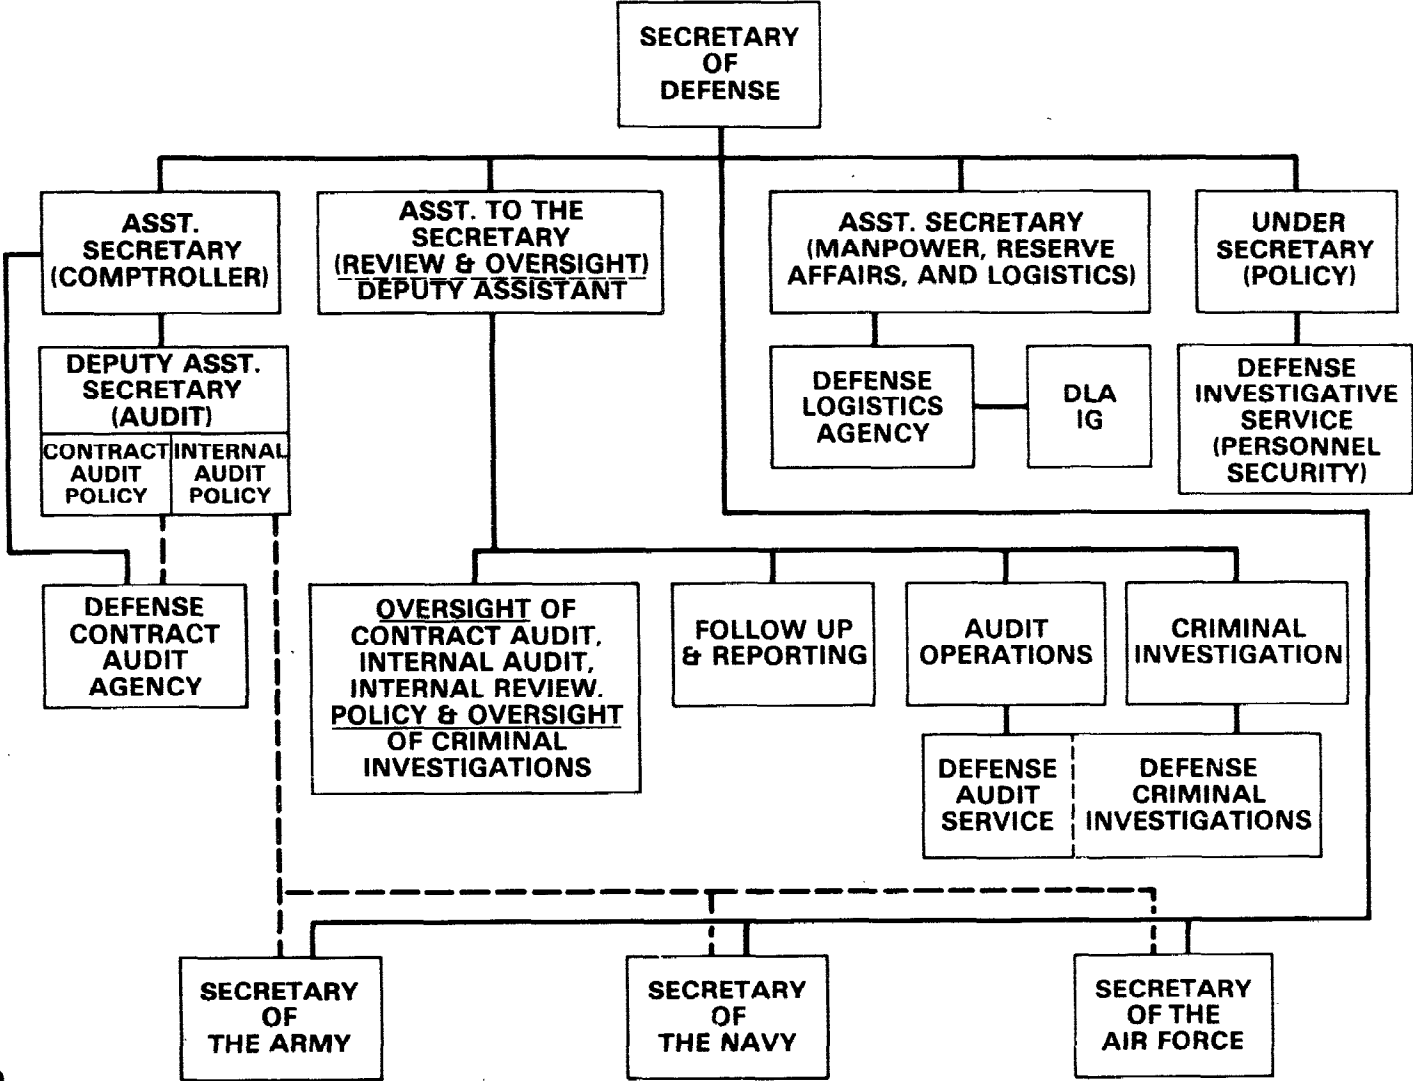 SECRETARY
OF
DEFENSE
ASST.
SECRETARY
(COMPTROLLER)
ASST. TO THE
SECRETARY
(REVIEW & OVERSIGHT)
DEPUTY ASSISTANT
ASST. SECRETARY
(MANPOWER, RESERVE
AFFAIRS, AND LOGISTICS)
UNDER
SECRETARY
(POLICY)
DEPUTY ASST.
SECRETARY
(AUDIT)
CONTRACT
AUDIT
POLICY
INTERNAL
AUDIT
POLICY
DEFENSE
LOGISTICS
AGENCY
DLA
IG
DEFENSE
INVESTIGATIVE
SERVICE
(PERSONNEL
SECURITY)
DEFENSE
CONTRACT
AUDIT
AGENCY
OVERSIGHT OF
CONTRACT AUDIT,
INTERNAL AUDIT,
INTERNAL REVIEW.
POLICY & OVERSIGHT
OF CRIMINAL
INVESTIGATIONS
FOLLOW UP
& REPORTING
AUDIT
OPERATIONS
CRIMINAL
INVESTIGATION
DEFENSE
AUDIT
SERVICE
DEFENSE
CRIMINAL
INVESTIGATIONS
SECRETARY
OF
THE ARMY
SECRETARY
OF
THE NAVY
SECRETARY
OF THE
AIR FORCE